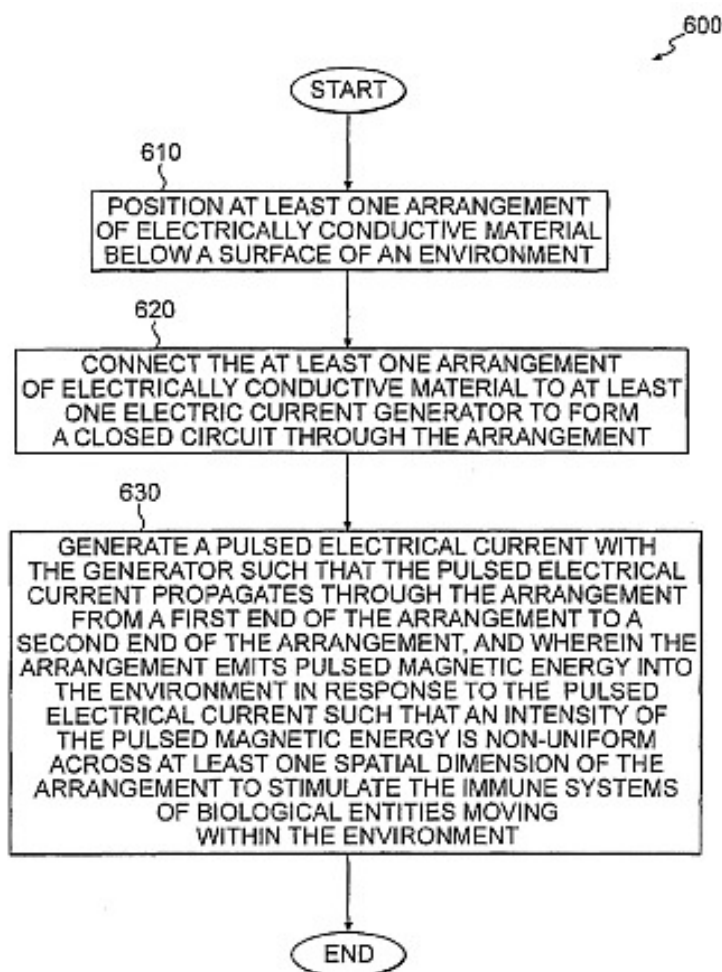 600
START
610
POSITION AT LEAST ONE ARRANGEMENT
OF ELECTRICALLY CONDUCTIVE MATERIAL
BELOW A SURFACE OF AN ENVIRONMENT
620
CONNECT THE AT LEAST ONE ARRANGEMENT
OF ELECTRICALLY CONDUCTIVE MATERIAL TO AT LEAST
ONE ELECTRIC CURRENT GENERATOR TO FORM
A CLOSED CIRCUIT THROUGH THE ARRANGEMENT
630
GENERATE A PULSED ELECTRICAL CURRENT WITH
THE GENERATOR SUCH THAT THE PULSED ELECTRICAL
CURRENT PROPAGATES THROUGH THE ARRANGEMENT
FROM A FIRST END OF THE ARRANGEMENT TO A
SECOND END OF THE ARRANGEMENT, AND WHEREIN THE
ARRANGEMENT EMITS PULSED MAGNETIC ENERGY INTO
THE ENVIRONMENT IN RESPONSE TO THE PULSED
ELECTRICAL CURRENT SUCH THAT AN INTENSITY OF
THE PULSED MAGNETIC ENERGY IS NON-UNIFORM
ACROSS AT LEAST ONE SPATIAL DIMENSION OF THE
ARRANGEMENT TO STIMULATE THE IMMUNE SYSTEMS
OF BIOLOGICAL ENTITIES MOVING
WITHIN THE ENVIRONMENT
END